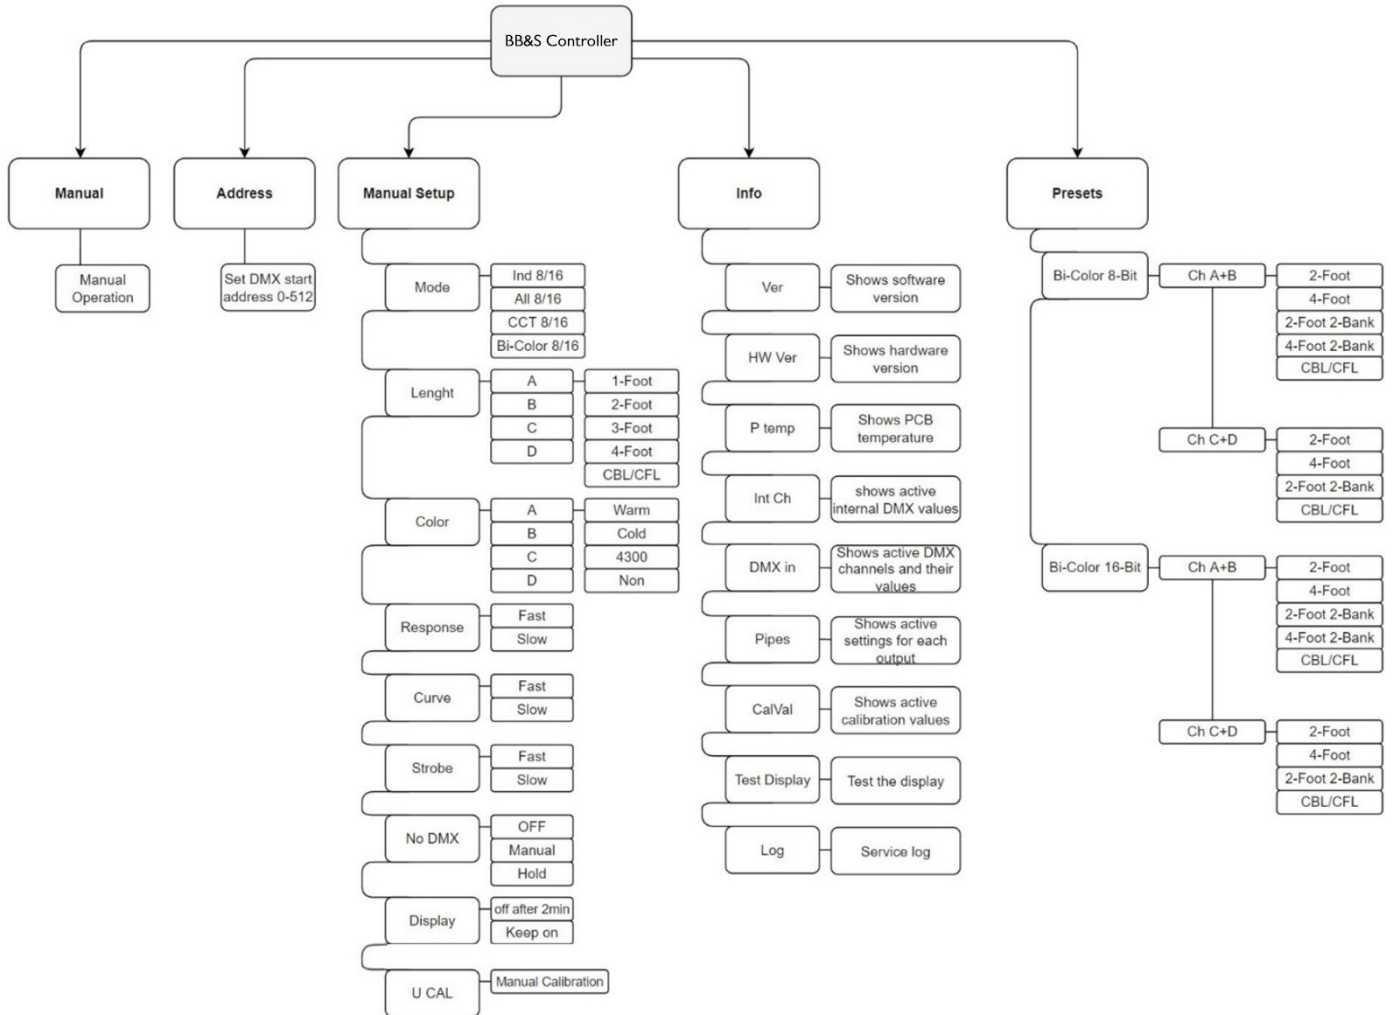 BB&S Controller
Manual
Manual
Operation
Address
Set DMX start
address 0-512
Manual Setup
Mode
Ind 8/16
All 8/16
CCT 8/16
Bi-Color 8/16
Lenght
A
B
C
D
1-Foot
2-Foot
3-Foot
4-Foot
CBL/CFL
Color
A
B
C
D
Warm
Cold
4300
Non
Response
Fast
Slow
Curve
Fast
Slow
Strobe
Fast
Slow
No DMX
OFF
Manual
Hold
Display
off after 2min
Keep on
U CAL
Manual Calibration
Info
Ver
Shows software
version
HW Ver
Shows hardware
version
P temp
Shows PCB
temperature
Int Ch
shows active
internal DMX values
DMX in
Shows active DMX
channels and their
values
Pipes
Shows active
settings for each
output
CalVal
Shows active
calibration values
Test Display
Test the display
Log
Service log
Presets
Bi-Color 8-Bit
Ch A+B
2-Foot
4-Foot
2-Foot 2-Bank
4-Foot 2-Bank
CBL/CFL
Ch C+D
2-Foot
4-Foot
2-Foot 2-Bank
CBL/CFL
Bi-Color 16-Bit
Ch A+B
2-Foot
4-Foot
2-Foot 2-Bank
4-Foot 2-Bank
CBL/CFL
Ch C+D
2-Foot
4-Foot
2-Foot 2-Bank
CBL/CFL